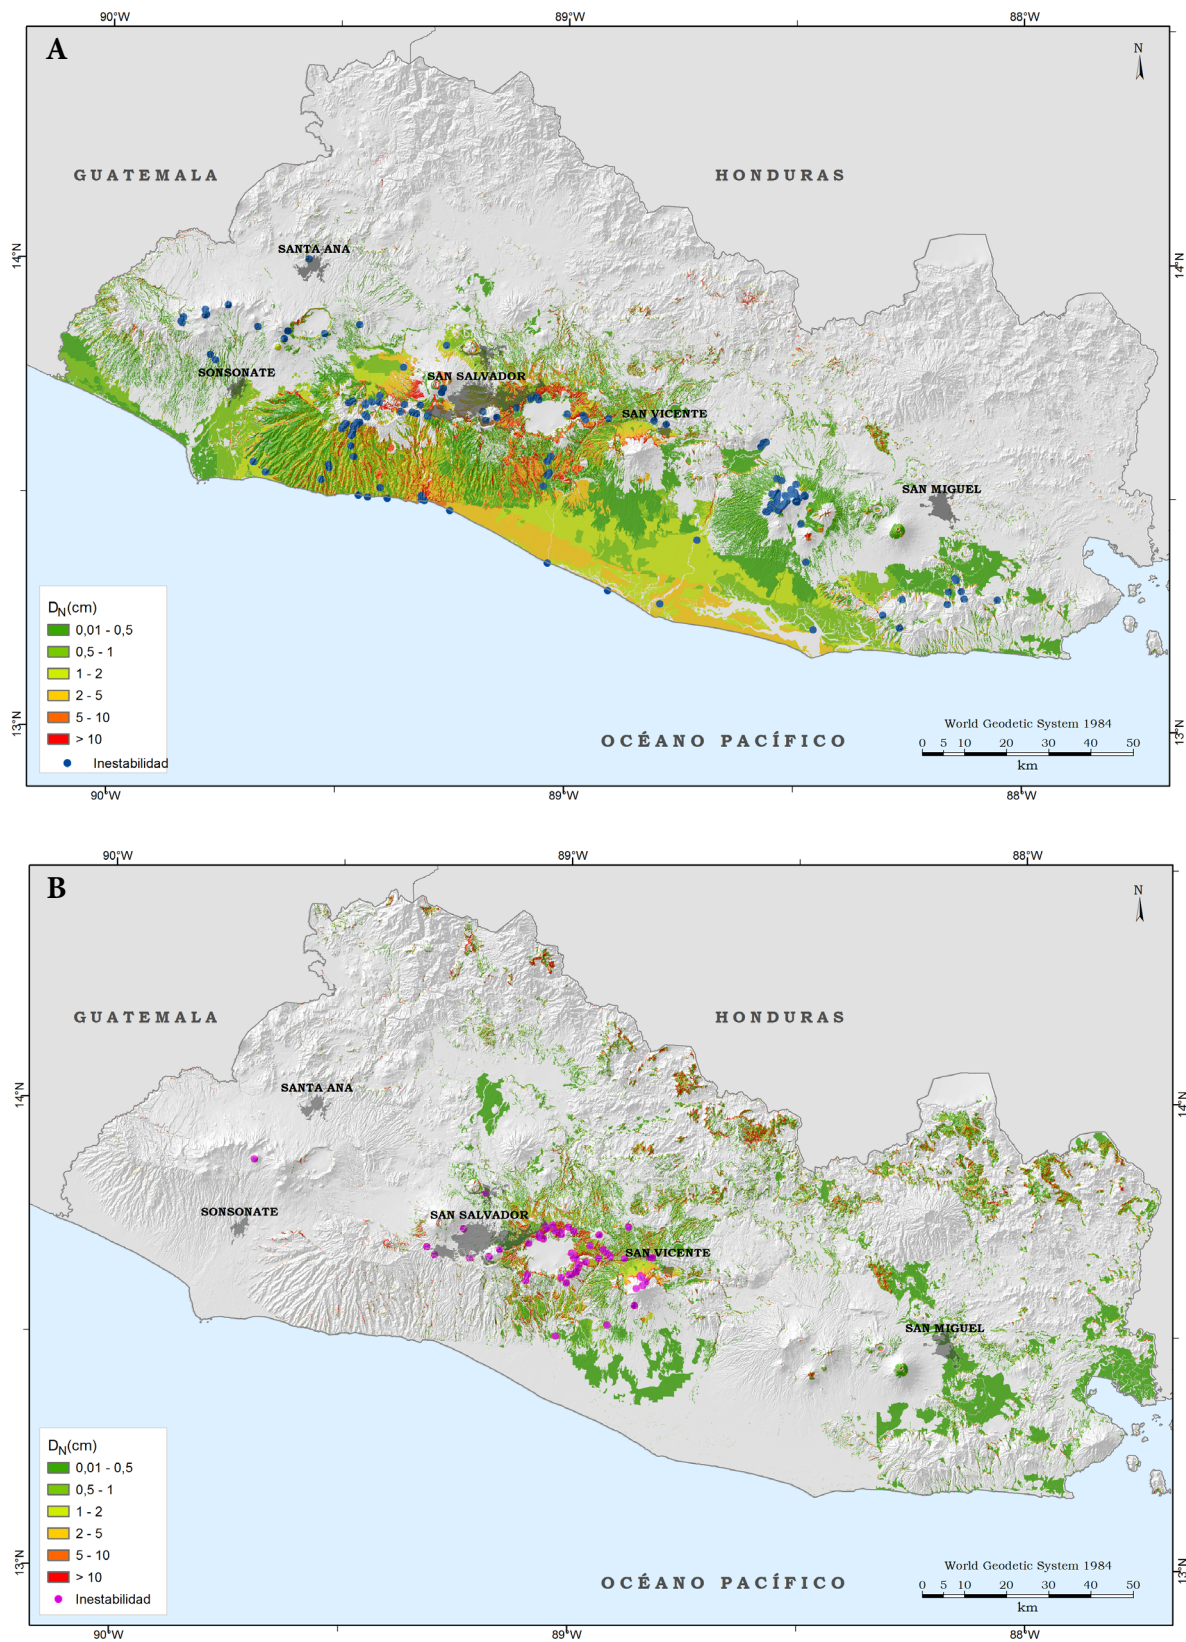 90°W 89°W 88°W
A
N
GUATEMALA HONDURAS
14°N 14°N
SANTA ANA
SONSONATE
SAN SALVADOR
SAN VICENTE
SAN MIGUEL
DN(cm)
0,01 - 0,5
0,5 - 1
1 - 2
2 - 5
5 - 10
> 10
Inestabilidad
13°N 13°N
OCÉANO PACÍFICO
World Geodetic System 1984
0 5 10 20 30 40 50
km
90°W 89°W 88°W
90°W 89°W 88°W
B
N
GUATEMALA HONDURAS
14°N 14°N
SANTA ANA
SONSONATE
SAN SALVADOR
SAN VICENTE
SAN MIGUEL
DN(cm)
0,01 - 0,5
0,5 - 1
1 - 2
2 - 5
5 - 10
> 10
Inestabilidad
13°N 13°N
OCÉANO PACÍFICO
World Geodetic System 1984
0 5 10 20 30 40 50
km
90°W 89°W 88°W